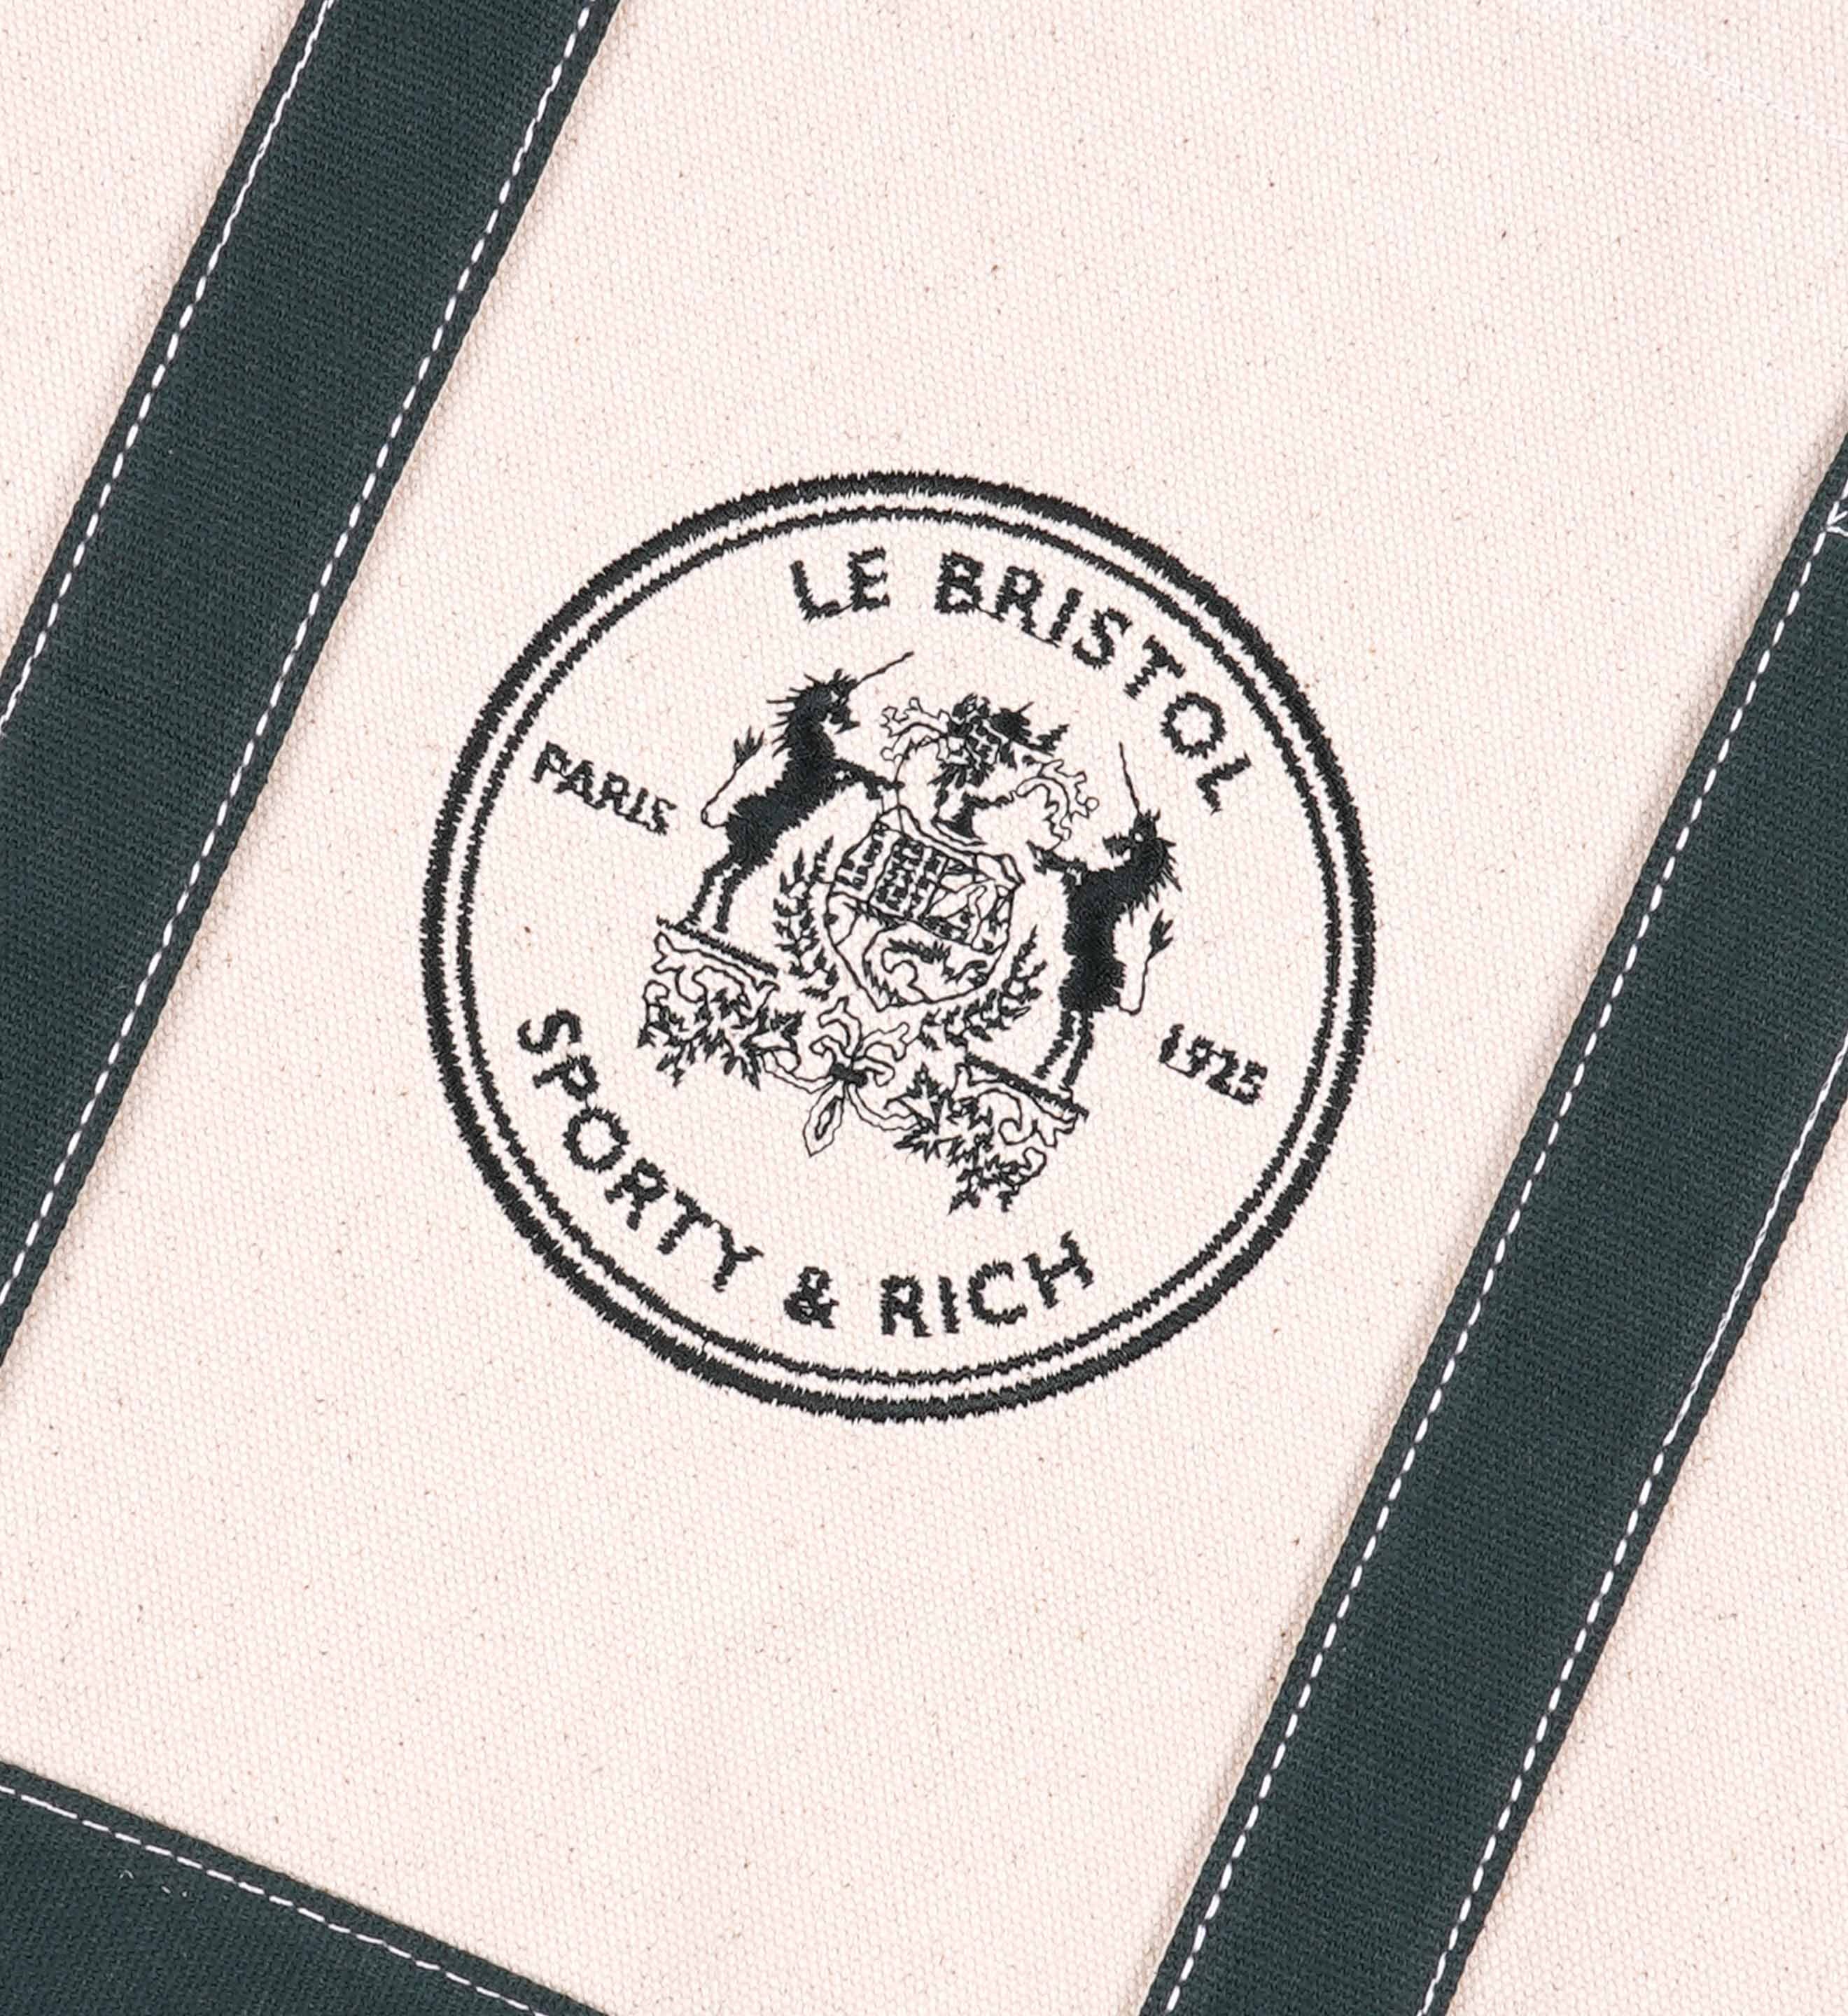 LE BRISTOL
PARIS
1925
SPORTY & RICH